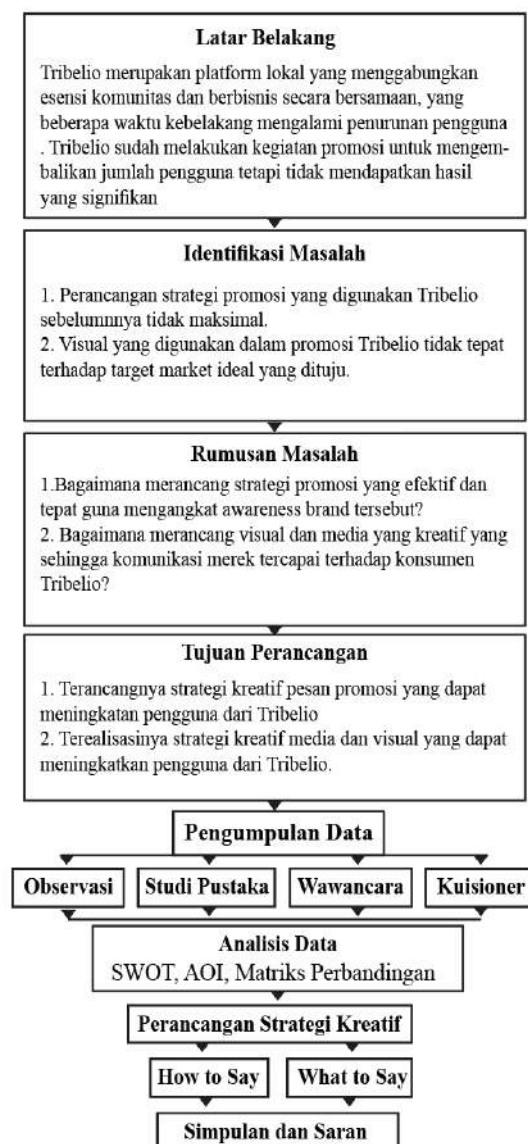 Latar Belakang
Tribelio merupakan platform lokal yang menggabungkan
esensi komunitas dan berbisnis secara bersamaan, yang
beberapa waktu kebelakang mengalami penurunan pengguna
. Tribelio sudah melakukan kegiatan promosi untuk mengem-
balikan jumlah pengguna tetapi tidak mendapatkan hasil
yang signifikan
Identifikasi Masalah
1. Perancangan strategi promosi yang digunakan Tribelio
sebelumnnya tidak maksimal.
2. Visual yang digunakan dalam promosi Tribelio tidak tepat
terhadap target market ideal yang dituju.
Rumusan Masalah
1.Bagaimana merancang strategi promosi yang efektif dan
tepat guna mengangkat awareness brand tersebut?
2. Bagaimana merancang visual dan media yang kreatif yang
sehingga komunikasi merek tercapai terhadap konsumen
Tribelio?
Tujuan Perancangan
1. Terancangnya strategi kreatif pesan promosi yang dapat
meningkatan pengguna dari Tribelio
2. Terealisasinya strategi kreatif media dan visual yang dapat
meningkatkan pengguna dari Tribelio.
Pengumpulan Data
Observasi Studi Pustaka Wawancara Kuisioner
Analisis Data
SWOT, AOI, Matriks Perbandingan
Perancangan Strategi Kreatif
How to Say What to Say
Simpulan dan Saran